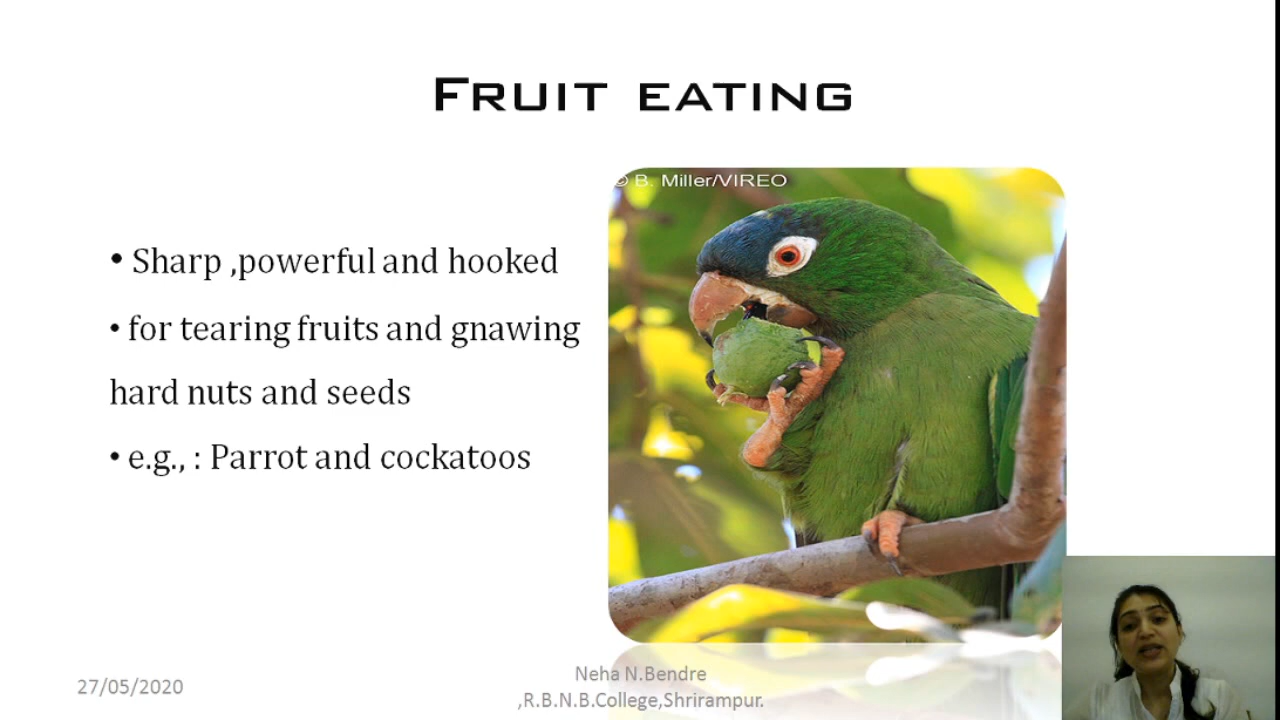 FRUIT EATING
© B. Miller/VIREO
• Sharp ,powerful and hooked
• for tearing fruits and gnawing
hard nuts and seeds
• e.g., : Parrot and cockatoos
27/05/2020
Neha N.Bendre
,R.B.N.B.College,Shrirampur.